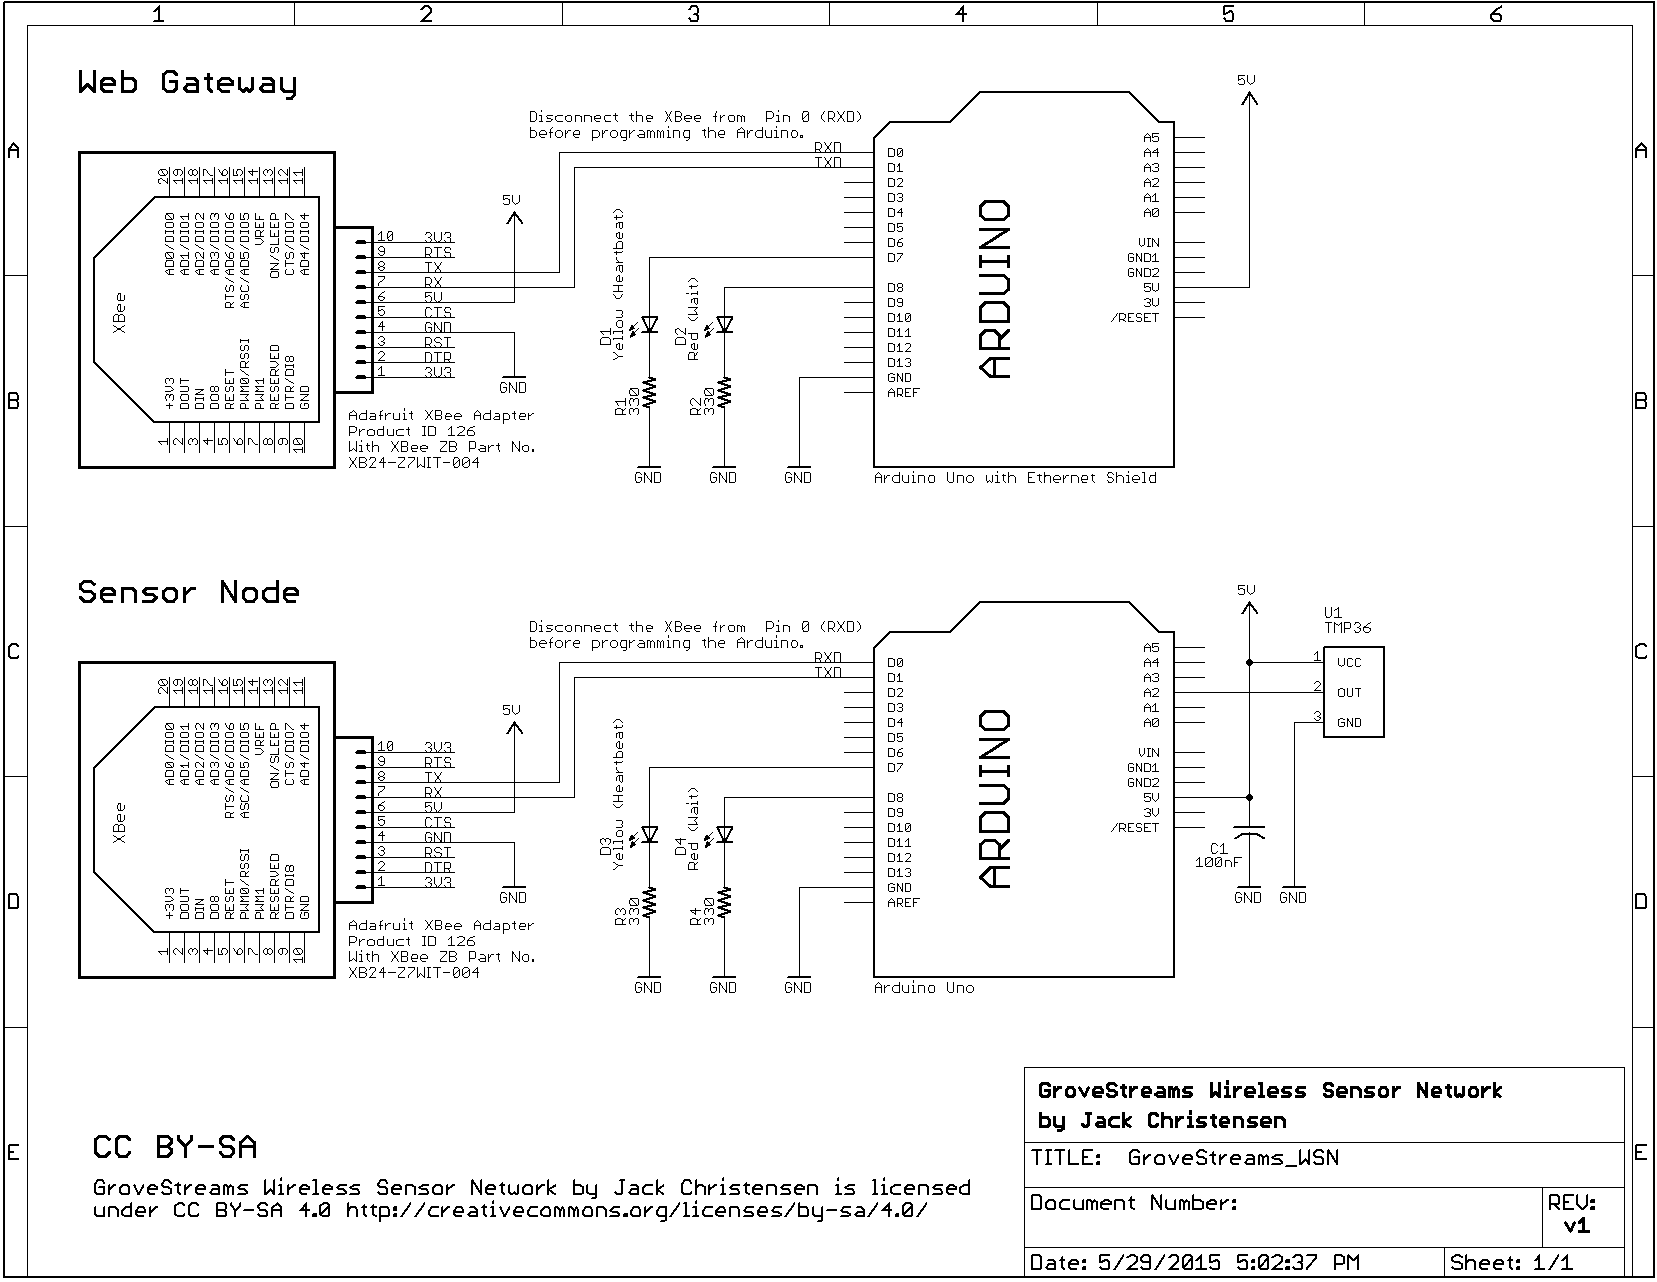 1 2 3 4 5 6
A A
B B
C C
D D
E E
Web Gateway
Disconnect the XBee from Pin 0 (RXD)
before programming the Arduino.
XBee
20 19 18 17 16 15 14 13 12 11
AD0/DIO0
AD1/DIO1
AD2/DIO2
AD3/DIO3
RTS/AD6/DIO6
ASC/AD5/DIO5
VREF
ON/SLEEP
CTS/DIO7
AD4/DIO4
+3V3
DOUT
DIN
DO8
RESET
PWM0/RSSI
PWM1
RESERVED
DTR/DI8
GND
1 2 3 4 5 6 7 8 9 10
10 3V3
9 RTS
8 TX
7 RX
6 5V
5 CTS
4 GND
3 RST
2 DTR
1 3V3
5V
GND
Adafruit XBee Adapter
Product ID 126
With XBee ZB Part No.
XB24-Z7WIT-004
D1
Yellow (Heartbeat)
R1
330
GND
D2
Red (Wait)
R2
330
GND
GND
RXD
TXD
D0
D1
D2
D3
D4
D5
D6
D7
D8
D9
D10
D11
D12
D13
GND
AREF
ARDUINO
A5
A4
A3
A2
A1
A0
VIN
GND1
GND2
5V
3V
/RESET
5V
Arduino Uno with Ethernet Shield
Sensor Node
Disconnect the XBee from Pin 0 (RXD)
before programming the Arduino.
XBee
20 19 18 17 16 15 14 13 12 11
AD0/DIO0
AD1/DIO1
AD2/DIO2
AD3/DIO3
RTS/AD6/DIO6
ASC/AD5/DIO5
VREF
ON/SLEEP
CTS/DIO7
AD4/DIO4
+3V3
DOUT
DIN
DO8
RESET
PWM0/RSSI
PWM1
RESERVED
DTR/DI8
GND
1 2 3 4 5 6 7 8 9 10
10 3V3
9 RTS
8 TX
7 RX
6 5V
5 CTS
4 GND
3 RST
2 DTR
1 3V3
5V
GND
Adafruit XBee Adapter
Product ID 126
With XBee ZB Part No.
XB24-Z7WIT-004
D3
Yellow (Heartbeat)
R3
330
GND
D4
Red (Wait)
R4
330
GND
GND
RXD
TXD
D0
D1
D2
D3
D4
D5
D6
D7
D8
D9
D10
D11
D12
D13
GND
AREF
ARDUINO
A5
A4
A3
A2
A1
A0
VIN
GND1
GND2
5V
3V
/RESET
Arduino Uno
5V
C1
100nF
GND
GND
U1
TMP36
1 VCC
2 OUT
3 GND
CC BY-SA
GroveStreams Wireless Sensor Network by Jack Christensen is licensed
under CC BY-SA 4.0 http://creativecommons.org/licenses/by-sa/4.0/
GroveStreams Wireless Sensor Network
by Jack Christensen
TITLE: GroveStreams_WSN
Document Number:
REV:
v1
Date: 5/29/2015 5:02:37 PM
Sheet: 1/1